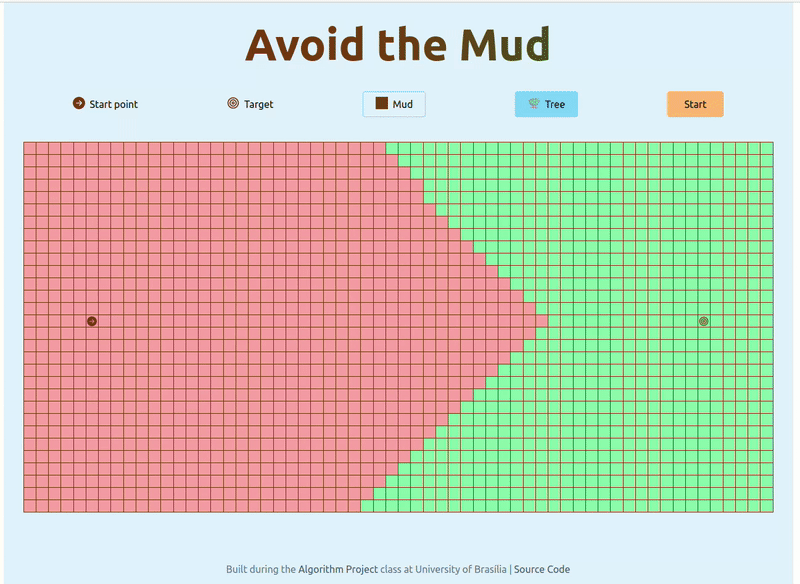 Avoid the Mud
Start point Target Mud Tree Start
Built during the Algorithm Project class at University of Brasília | Source Code